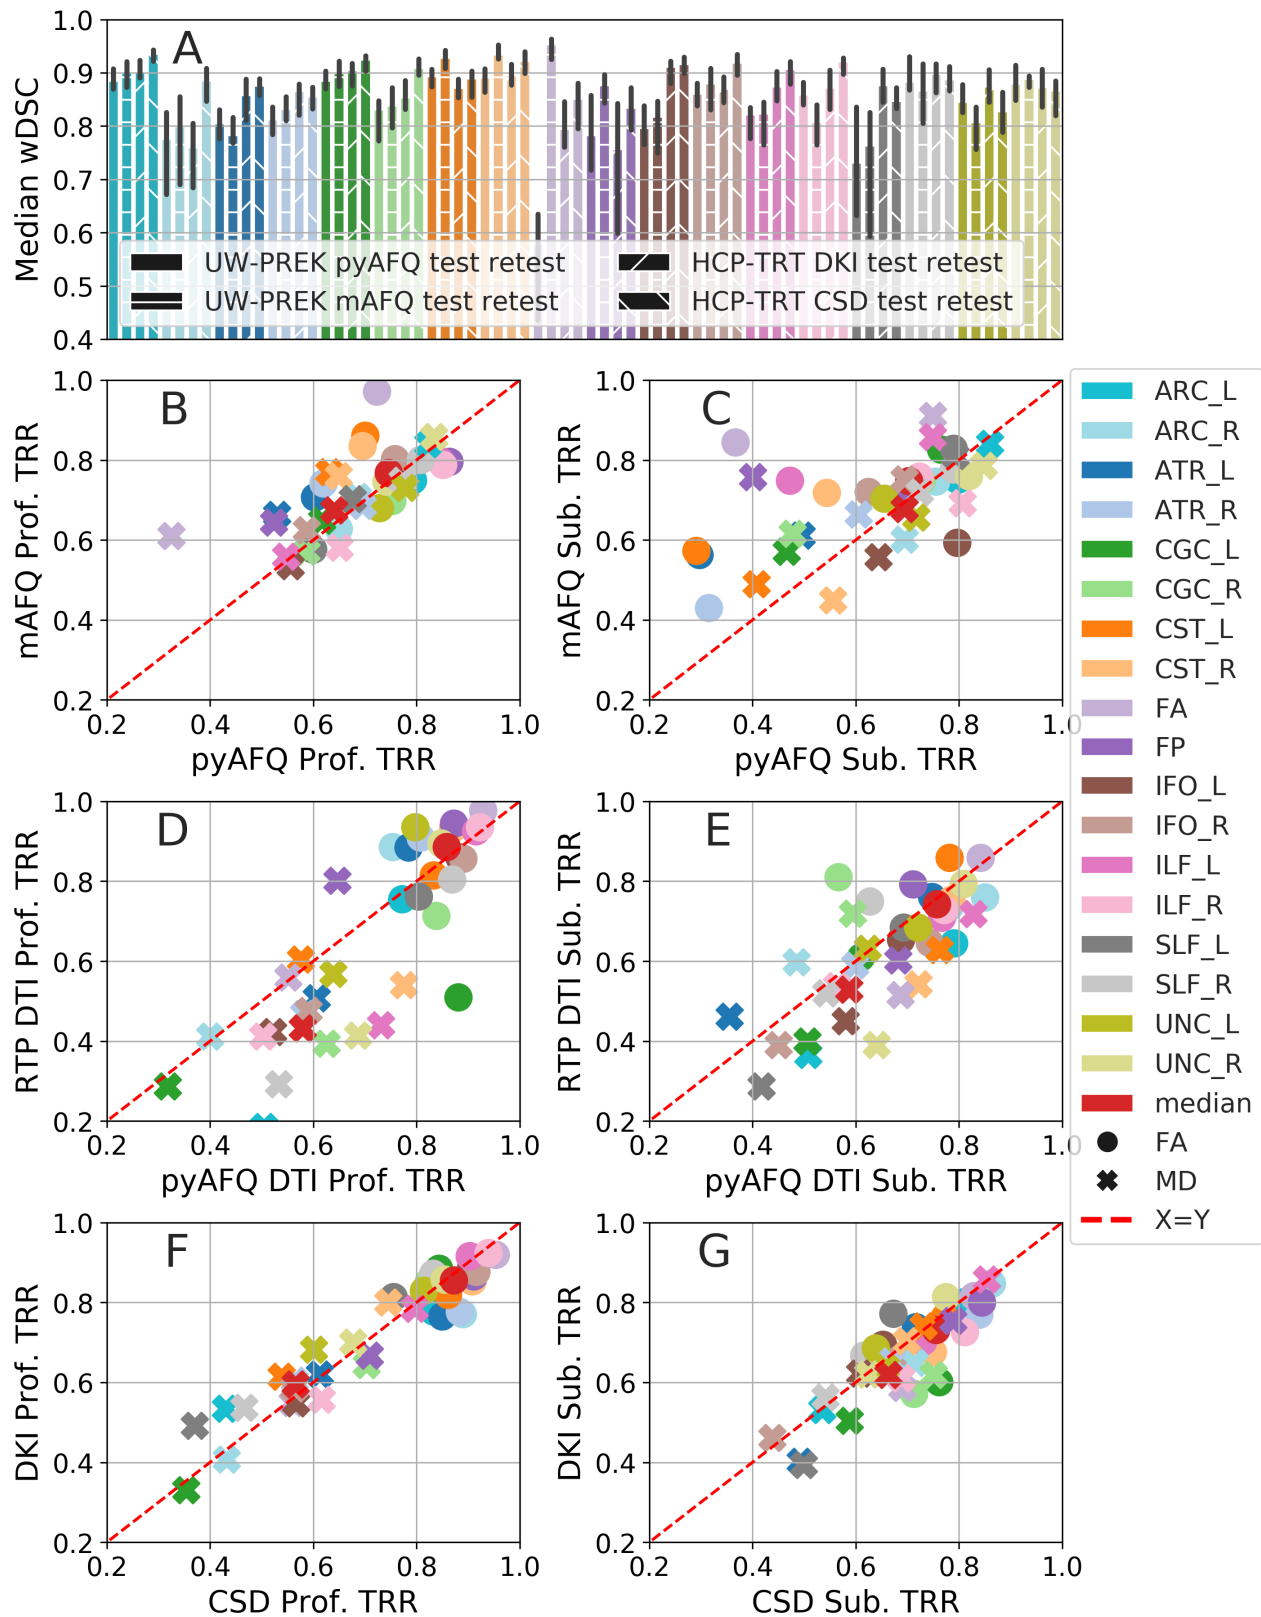 A
Median wDSC
1.0
0.9
0.8
0.7
0.6
0.5
0.4
UW-PREK pyAFQ test retest
HCP-TRT DKI test retest
UW-PREK mAFQ test retest
HCP-TRT CSD test retest
B
mAFQ Prof. TRR
1.0
0.8
0.6
0.4
0.2
0.2 0.4 0.6 0.8 1.0
pyAFQ Prof. TRR
C
mAFQ Sub. TRR
1.0
0.8
0.6
0.4
0.2
0.2 0.4 0.6 0.8 1.0
pyAFQ Sub. TRR
D
RTP DTI Prof. TRR
1.0
0.8
0.6
0.4
0.2
0.2 0.4 0.6 0.8 1.0
pyAFQ DTI Prof. TRR
E
RTP DTI Sub. TRR
1.0
0.8
0.6
0.4
0.2
0.2 0.4 0.6 0.8 1.0
pyAFQ DTI Sub. TRR
F
DKI Prof. TRR
1.0
0.8
0.6
0.4
0.2
0.2 0.4 0.6 0.8 1.0
CSD Prof. TRR
G
DKI Sub. TRR
1.0
0.8
0.6
0.4
0.2
0.2 0.4 0.6 0.8 1.0
CSD Sub. TRR
ARC_L
ARC_R
ATR_L
ATR_R
CGC_L
CGC_R
CST_L
CST_R
FA
FP
IFO_L
IFO_R
ILF_L
ILF_R
SLF_L
SLF_R
UNC_L
UNC_R
median
FA
MD
X=Y